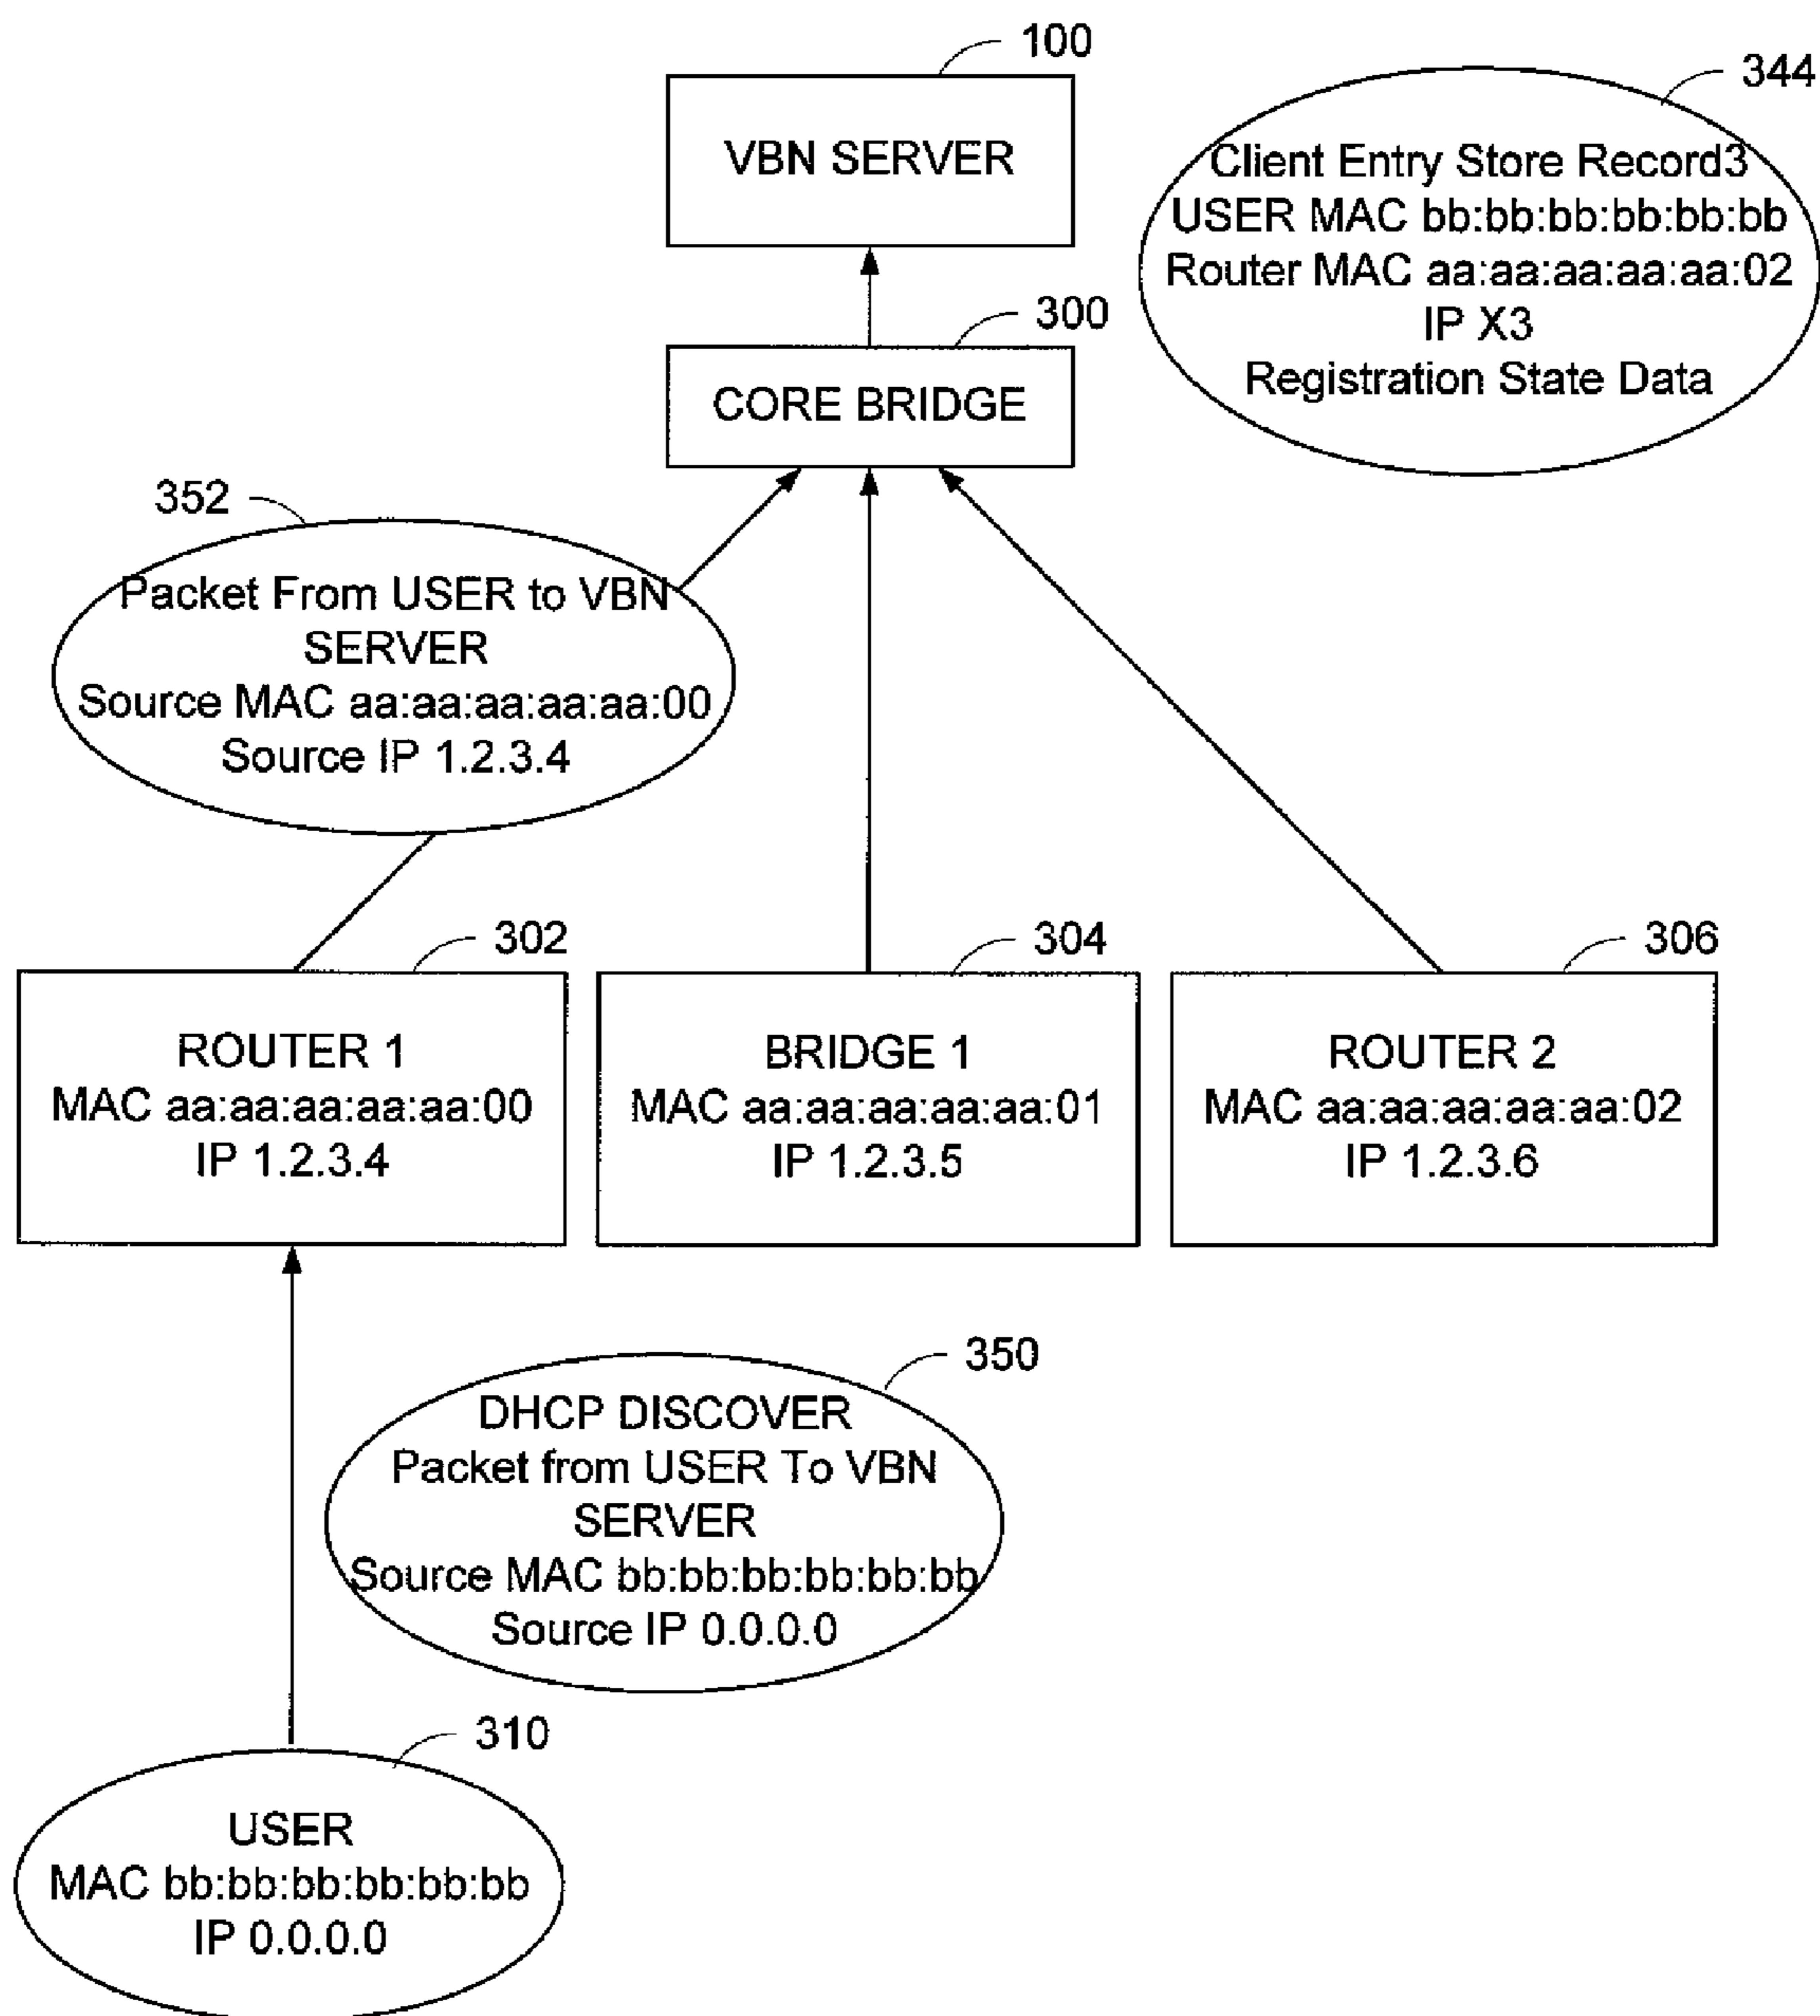 100
VBN SERVER
344
Client Entry Store Record3
USER MAC bb:bb:bb:bb:bb:bb
Router MAC aa:aa:aa:aa:aa:02
IP X3
Registration State Data
300
CORE BRIDGE
352
Packet From USER to VBN
SERVER
Source MAC aa:aa:aa:aa:aa:00
Source IP 1.2.3.4
302
ROUTER 1
MAC aa:aa:aa:aa:aa:00
IP 1.2.3.4
304
BRIDGE 1
MAC aa:aa:aa:aa:aa:01
IP 1.2.3.5
306
ROUTER 2
MAC aa:aa:aa:aa:aa:02
IP 1.2.3.6
350
DHCP DISCOVER
Packet from USER To VBN
SERVER
Source MAC bb:bb:bb:bb:bb:bb
Source IP 0.0.0.0
310
USER
MAC bb:bb:bb:bb:bb:bb
IP 0.0.0.0